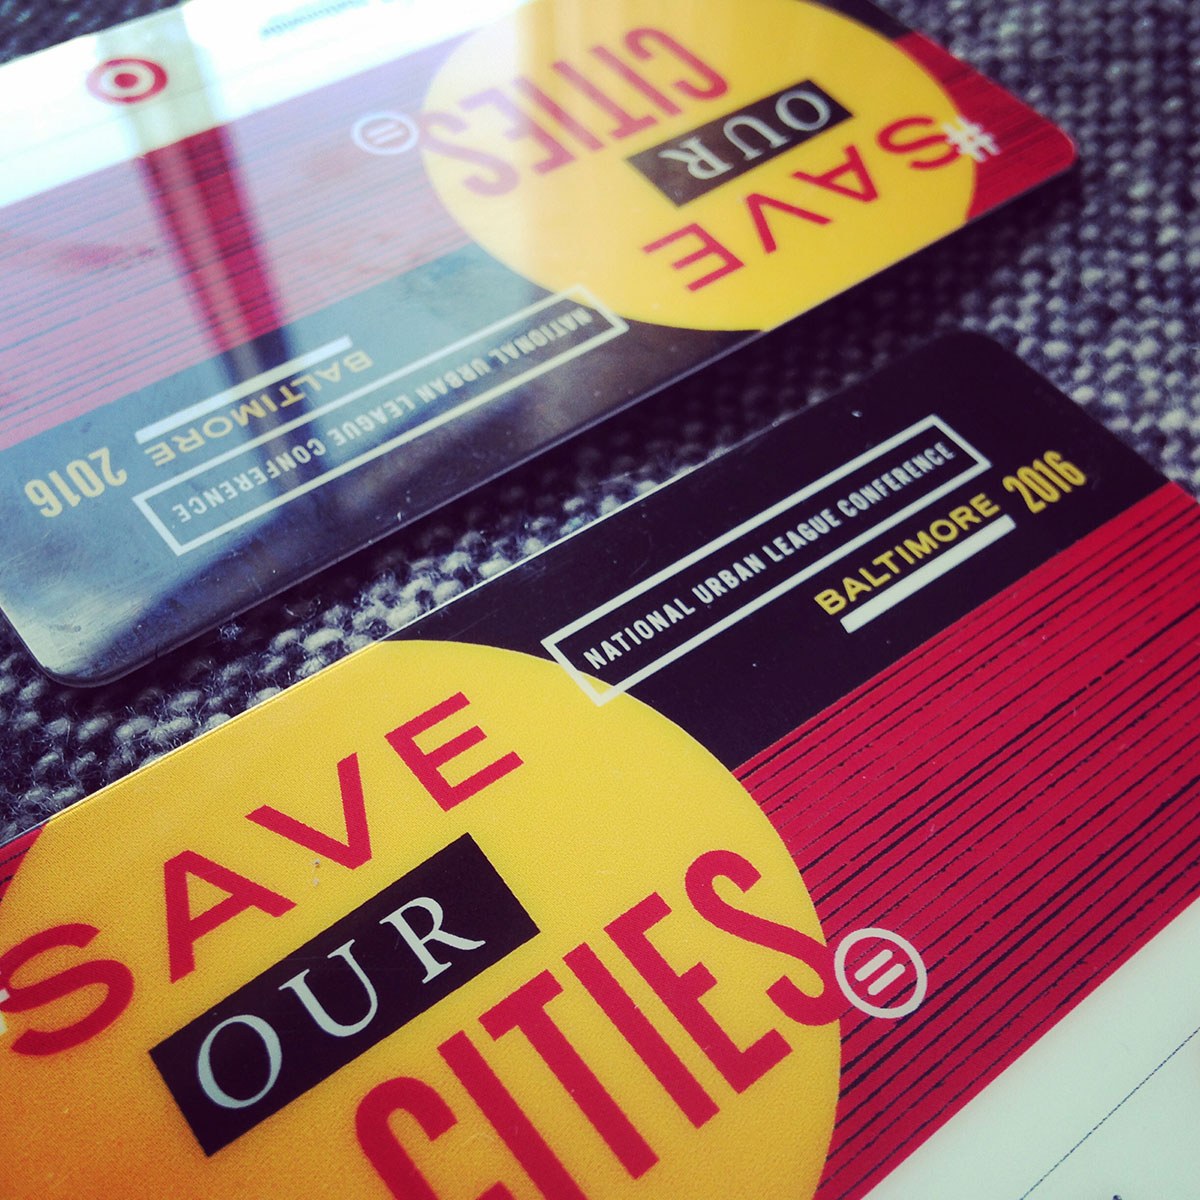 #SAVE
OUR
CITIES
NATIONAL URBAN LEAGUE CONFERENCE
BALTIMORE
2016
NATIONAL URBAN LEAGUE CONFERENCE
BALTIMORE 2016
SAVE
OUR
CITIES